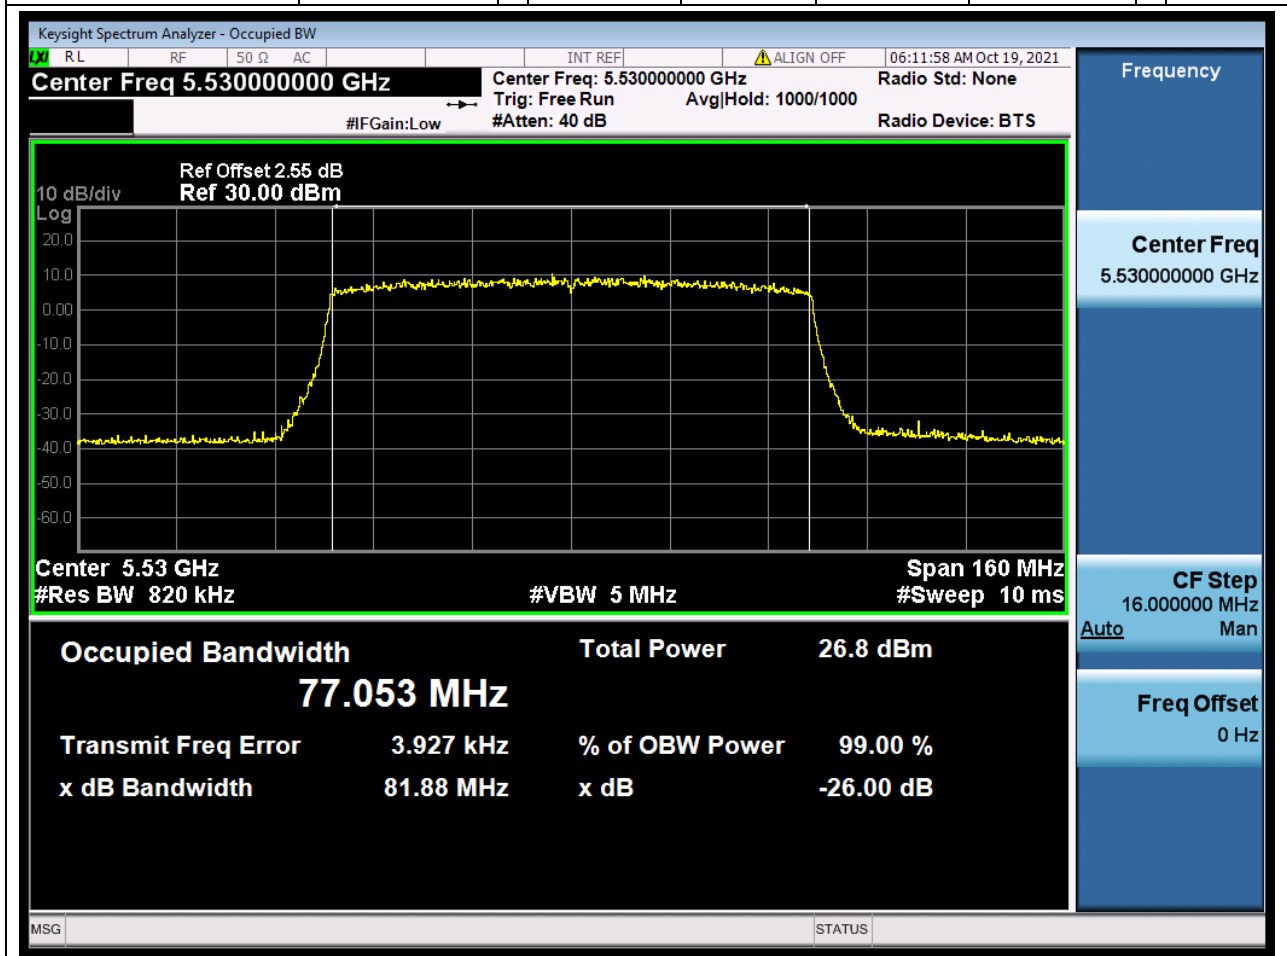 Keysight Spectrum Analyzer - Occupied BW
LXI RL RF 50 Ω AC INT REF ALIGN OFF 06:11:58 AM Oct 19, 2021
Center Freq 5.530000000 GHz
#IFGain:Low
Center Freq: 5.530000000 GHz
Trig: Free Run Avg|Hold: 1000/1000
#Atten: 40 dB
Radio Std: None
Radio Device: BTS
Ref Offset 2.55 dB
10 dB/div Ref 30.00 dBm
Log
20.0
10.0
0.00
-10.0
-20.0
-30.0
-40.0
-50.0
-60.0
Center 5.53 GHz Span 160 MHz
#Res BW 820 kHz #VBW 5 MHz #Sweep 10 ms
Occupied Bandwidth Total Power 26.8 dBm
77.053 MHz
Transmit Freq Error 3.927 kHz % of OBW Power 99.00 %
x dB Bandwidth 81.88 MHz x dB -26.00 dB
MSG STATUS
Frequency
Center Freq
5.530000000 GHz
CF Step
16.000000 MHz
Auto Man
Freq Offset
0 Hz